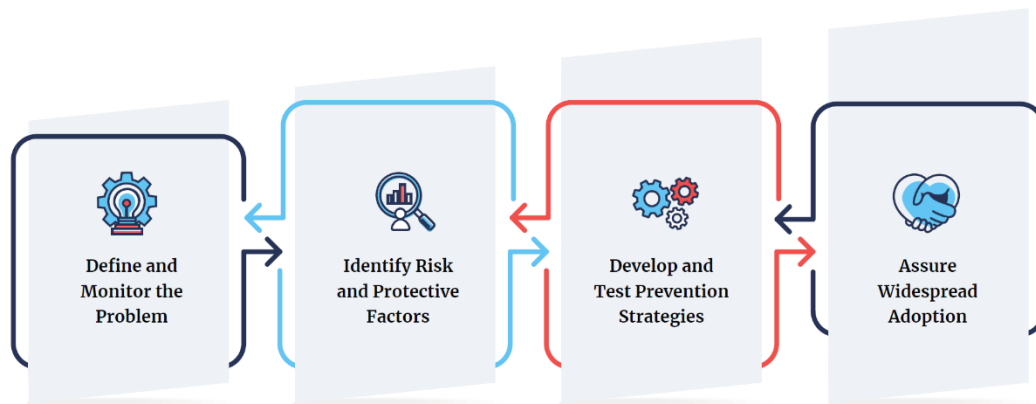 Define and
Monitor the
Problem
Identify Risk
and Protective
Factors
Develop and
Test Prevention
Strategies
Assure
Widespread
Adoption